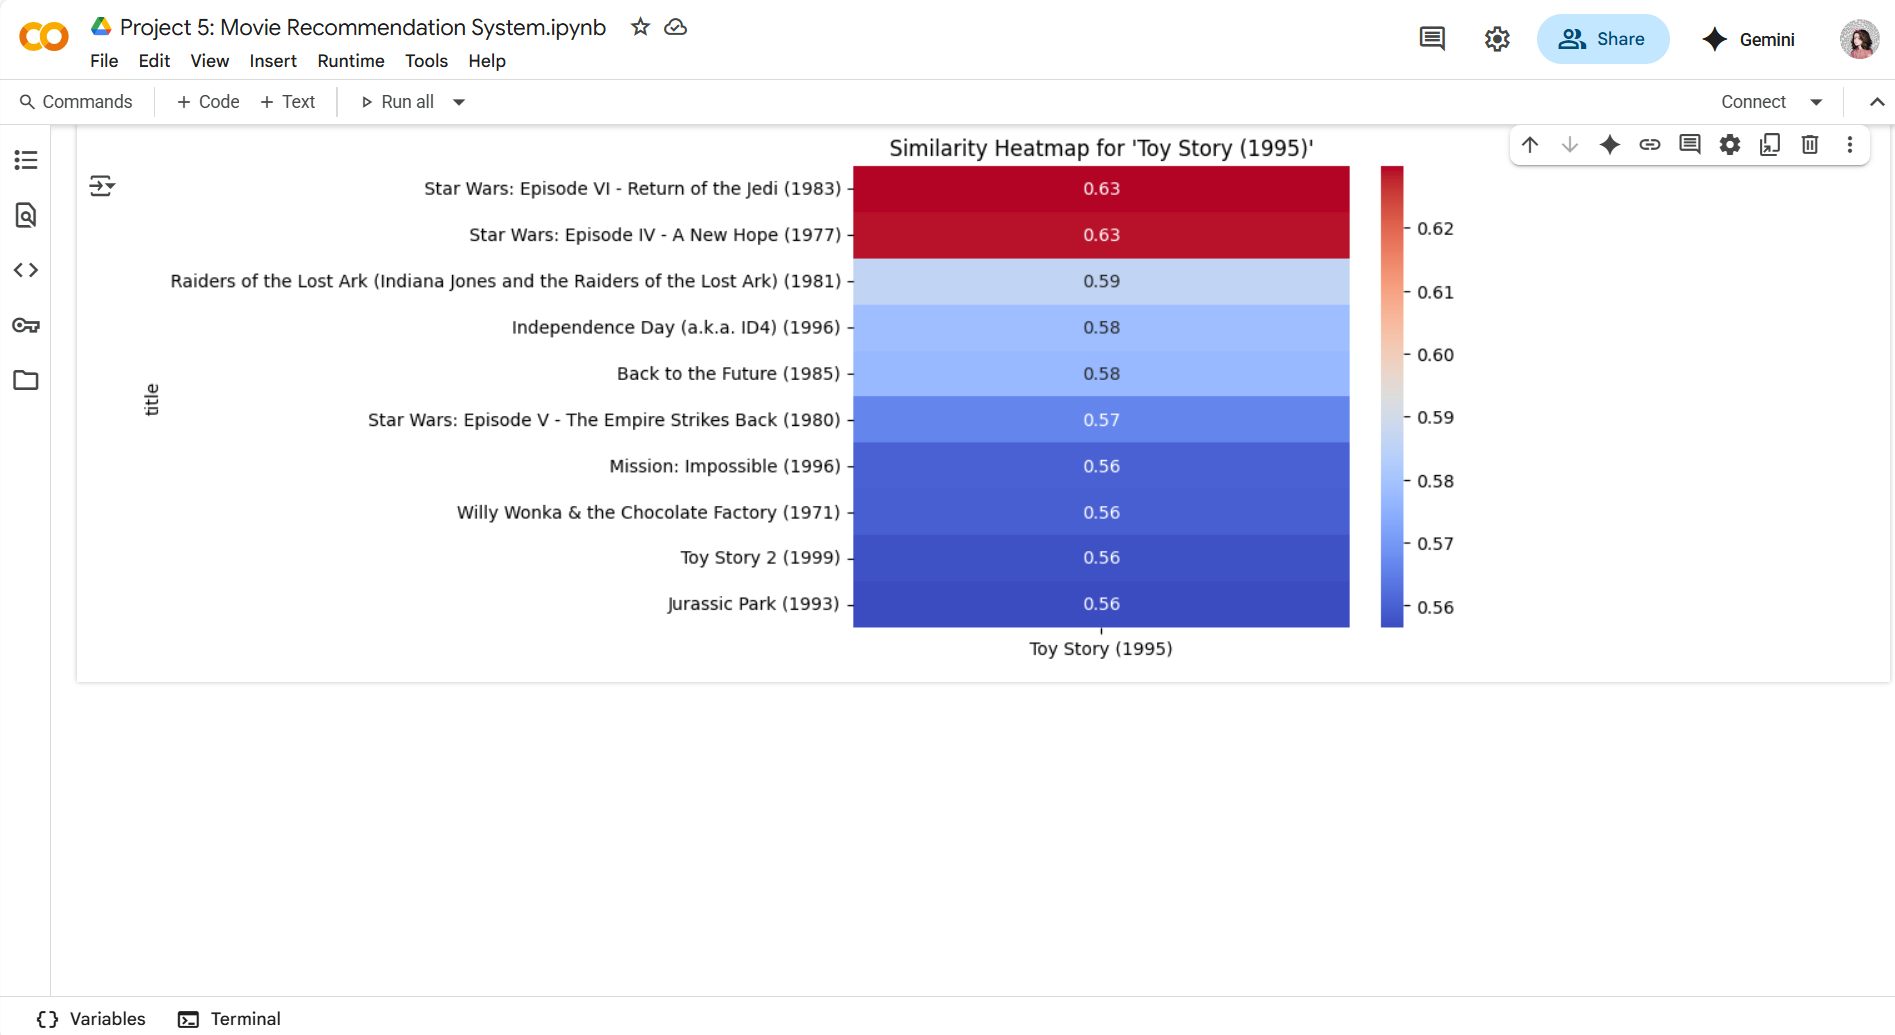 Project 5: Movie Recommendation System.ipynb
File Edit View Insert Runtime Tools Help
Share
Gemini
Commands + Code + Text Run all
Connect
Similarity Heatmap for 'Toy Story (1995)'
Star Wars: Episode VI - Return of the Jedi (1983) 0.63
Star Wars: Episode IV - A New Hope (1977) 0.63
Raiders of the Lost Ark (Indiana Jones and the Raiders of the Lost Ark) (1981) 0.59
Independence Day (a.k.a. ID4) (1996) 0.58
Back to the Future (1985) 0.58
Star Wars: Episode V - The Empire Strikes Back (1980) 0.57
Mission: Impossible (1996) 0.56
Willy Wonka & the Chocolate Factory (1971) 0.56
Toy Story 2 (1999) 0.56
Jurassic Park (1993) 0.56
title
Toy Story (1995)
0.62
0.61
0.60
0.59
0.58
0.57
0.56
Variables Terminal